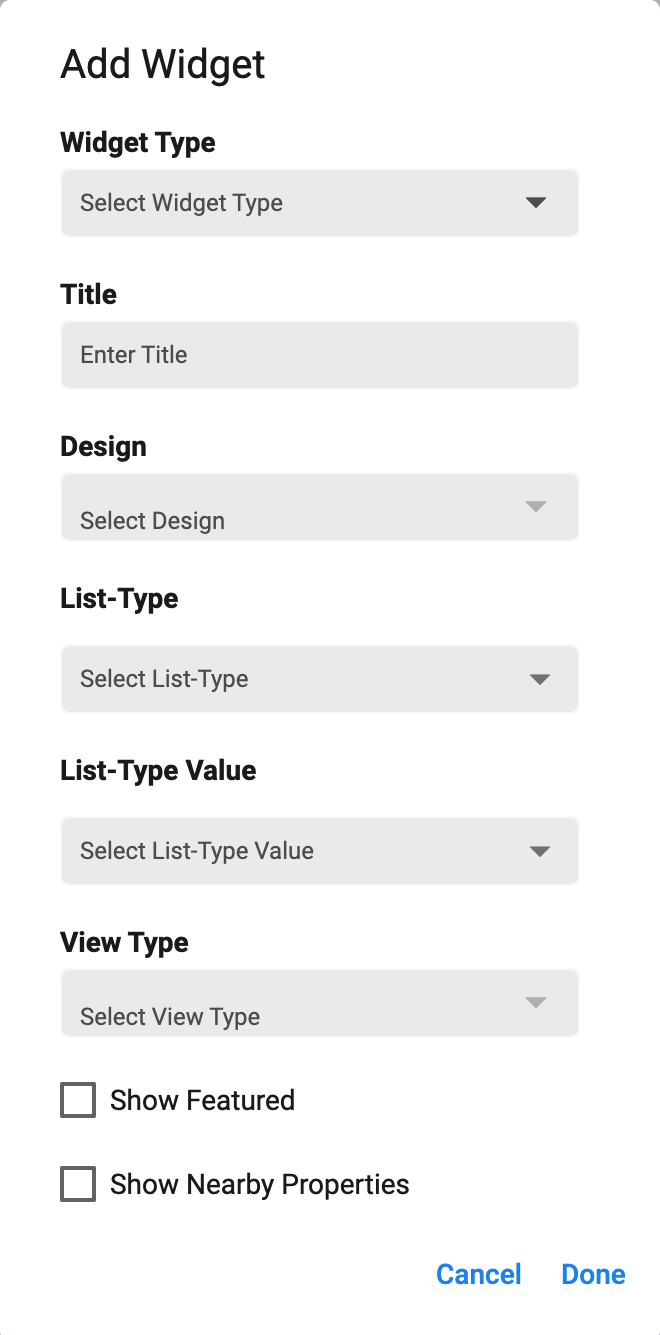 Add Widget
Widget Type
Select Widget Type
Title
Enter Title
Design
Select Design
List-Type
Select List-Type
List-Type Value
Select List-Type Value
View Type
Select View Type
Show Featured
Show Nearby Properties
Cancel Done